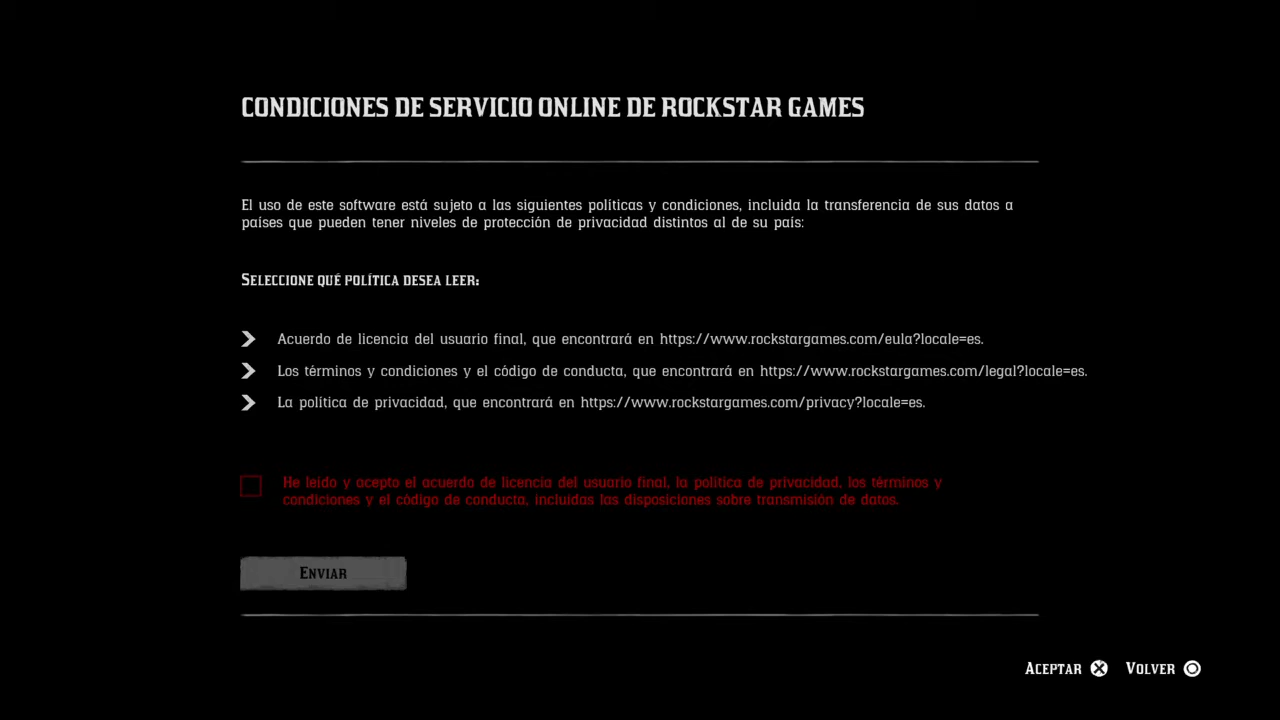 CONDICIONES DE SERVICIO ONLINE DE ROCKSTAR GAMES
El uso de este software está sujeto a las siguientes políticas y condiciones, incluida la transferencia de sus datos a
países que pueden tener niveles de protección de privacidad distintos al de su país:
SELECCIONE QUÉ POLÍTICA DESEA LEER:
Acuerdo de licencia del usuario final, que encontrará en https://www.rockstargames.com/eula?locale=es.
Los términos y condiciones y el código de conducta, que encontrará en https://www.rockstargames.com/legal?locale=es.
La política de privacidad, que encontrará en https://www.rockstargames.com/privacy?locale=es.
He leído y acepto el acuerdo de licencia del usuario final, la política de privacidad, los términos y
condiciones y el código de conducta, incluidas las disposiciones sobre transmisión de datos.
ENVIAR
ACEPTAR VOLVER